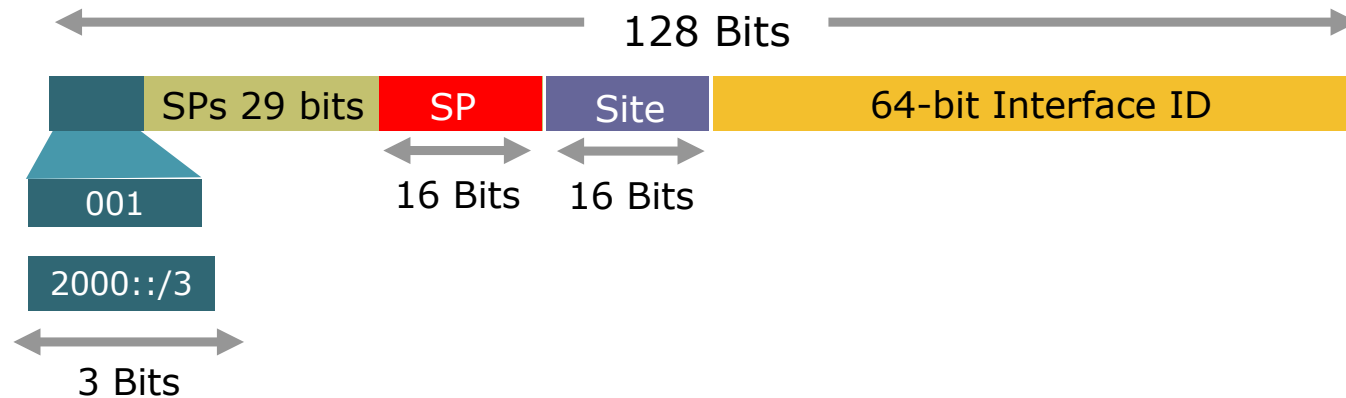 128 Bits
SPs 29 bits SP Site 64-bit Interface ID
16 Bits 16 Bits
001
2000::/3
3 Bits